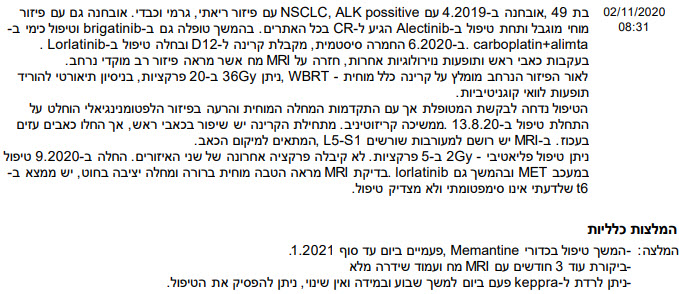 02/11/2020
08:31
בת 49 ,אובחנה ב-4.2019 עם NSCLC, ALK possitive עם פיזור ריאתי, גרמי וכבדי. אובחנה גם עם פיזור
מוחי מוגבל ותחת טיפול ב-Alectinib הגיע ל-CR בכל האתרים. בהמשך טופלה גם ב-brigatinib וטיפול כימי ב-
carboplatin+alimta. ב-6.2020 החמרה סיסטמית, מקבלת קרינה ל-D12 ובחלה טיפול ב-Lorlatinib .
בעקבות כאבי ראש ותופעות נוירולוגיות אחרות, חזרה על MRI מח אשר מראה פיזור רב מוקדי נרחב.
לאור הפיזור הנרחב מומלץ על קרינה כלל מוחית - WBRT ,ניתן 36Gy ב-20 פרקציות, בניסיון תיאורטי להוריד
תופעות לוואי קוגניטיביות.
הטיפול נדחה לבקשת המטופלת אך עם התקדמות המחלה המוחית והרעה בפיזור הלפטומינגיאלי הוחלט על
התחלת טיפול ב-13.8.20 .ממשיכה קריזוטיניב. מתחילת הקרינה יש שיפור בכאבי ראש, אך החלו כאבים עזים
בעכוז. ב-MRI יש רושם למעורבות שורשים L5-S1 ,המתאים למיקום הכאב.
ניתן טיפול פליאטיבי - 2Gy ב-5 פרקציות. לא קיבלה פרקציה אחרונה של שני האיזורים. החלה ב-9.2020 טיפול
במעכב MET ובהמשך גם lorlatinib .בדיקת MRI מראה הטבה מוחית ברורה ומחלה יציבה בחוט, יש ממצא ב-
t6 שלדעתי אינו סימפטומתי ולא מצדיק טיפול.
המלצות כלליות
המלצה: -המשך טיפול בכדורי Memantine ,פעמיים ביום עד סוף 1.2021.
-ביקורת עוד 3 חודשים עם MRI מח ועמוד שידרה מלא
-ניתן לרדת ל-keppra פעם ביום למשך שבוע ובמידה ואין שינוי, ניתן להפסיק את הטיפול.